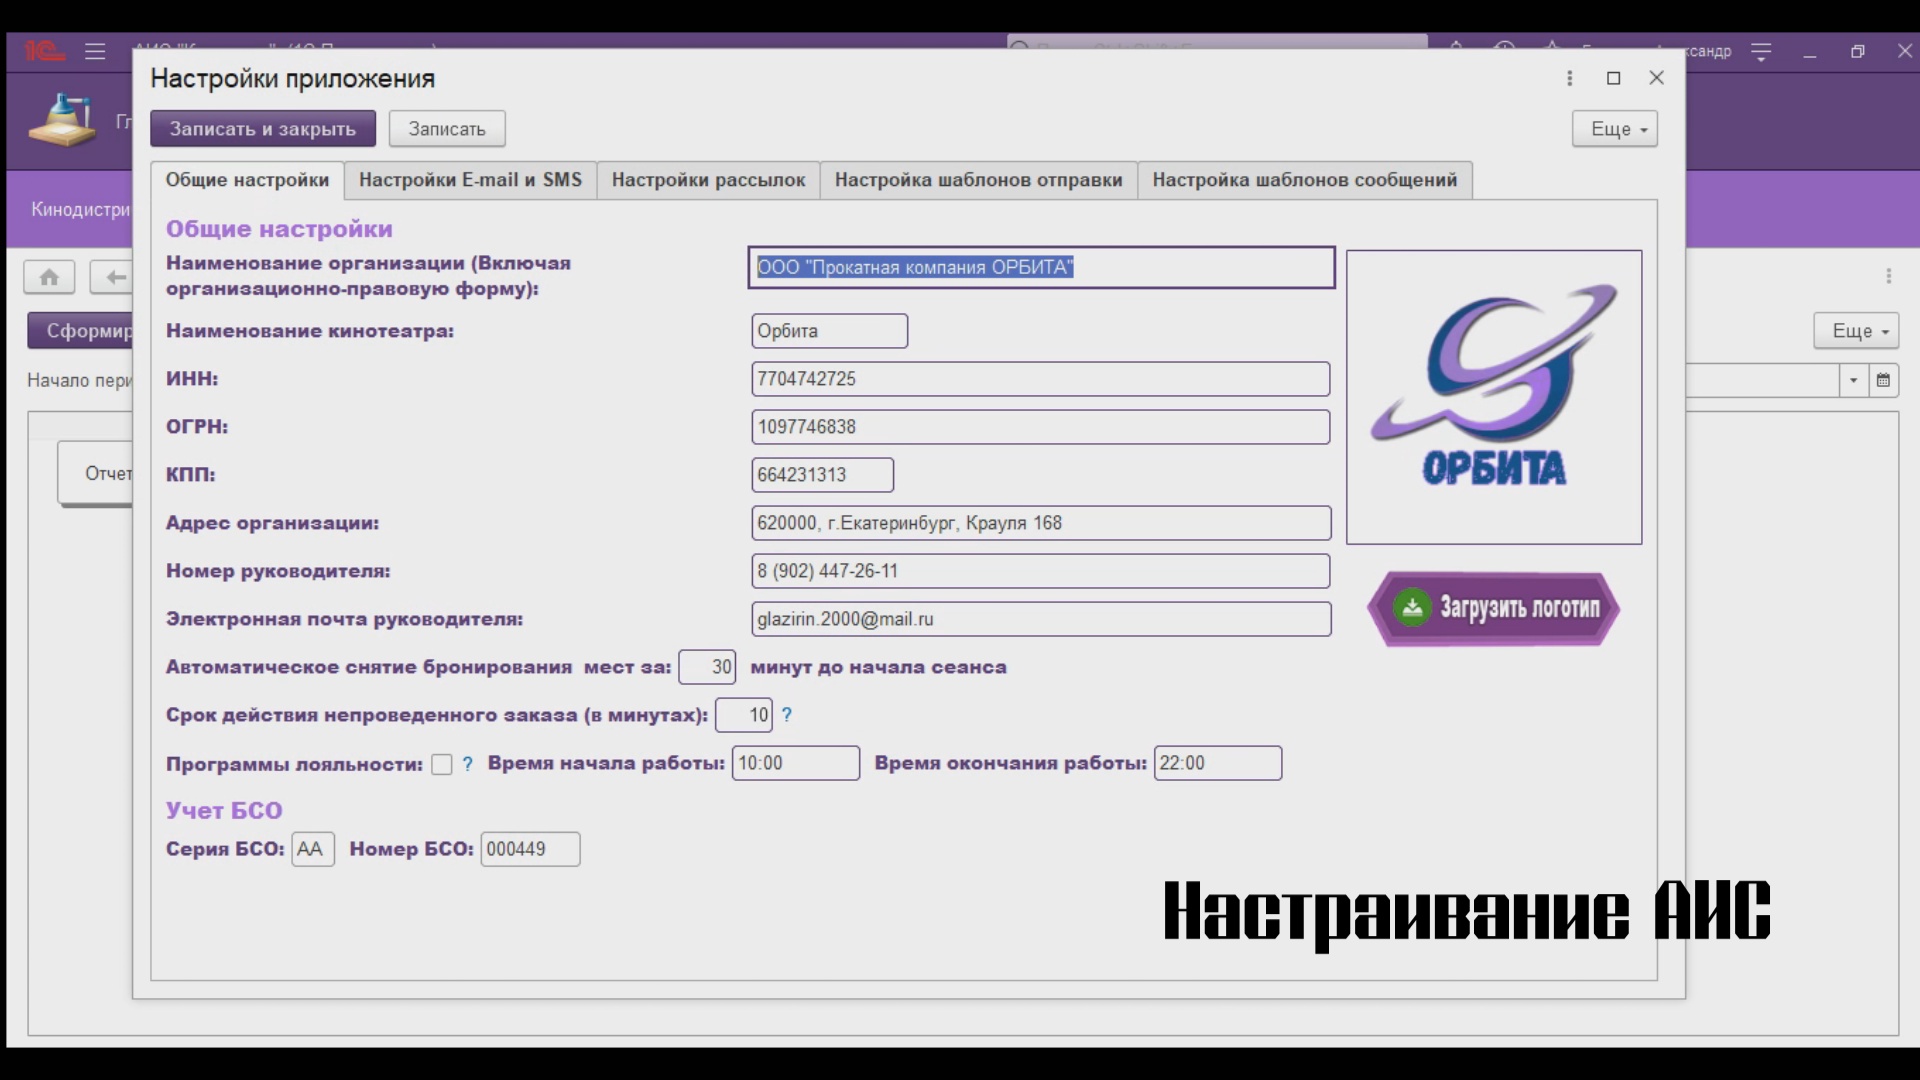 1С
сандр
Настройки приложения
Записать и закрыть
Записать
Еще
Общие настройки
Настройки E-mail и SMS
Настройки рассылок
Настройка шаблонов отправки
Настройка шаблонов сообщений
Кинодистри
Общие настройки
Наименование организации (Включая
организационно-правовую форму):
ООО "Прокатная компания ОРБИТА"
Наименование кинотеатра:
Орбита
Сформир
Еще
ИНН:
7704742725
Начало пери
ОГРН:
1097746838
КПП:
664231313
Отчет
ОРБИТА
Адрес организации:
620000, г.Екатеринбург, Крауля 168
Номер руководителя:
8 (902) 447-26-11
Загрузить логотип
Электронная почта руководителя:
glazirin.2000@mail.ru
Автоматическое снятие бронирования мест за: 30 минут до начала сеанса
Срок действия непроведенного заказа (в минутах): 10 ?
Программы лояльности: ? Время начала работы: 10:00 Время окончания работы: 22:00
Учет БСО
Серия БСО: АА Номер БСО: 000449
Настраивание АИС